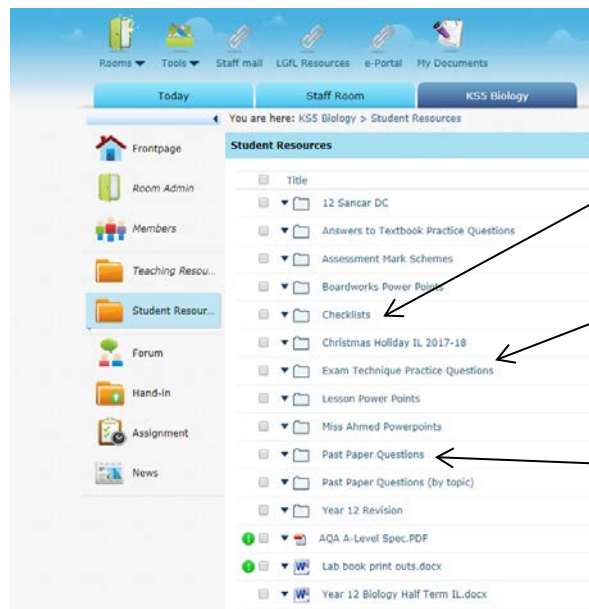 Rooms Tools Staff mail LGfL Resources e-Portal My Documents
Today Staff Room KS5 Biology
You are here: KS5 Biology > Student Resources
Frontpage
Room Admin
Members
Teaching Resou...
Student Resour...
Forum
Hand-in
Assignment
News
Student Resources
Title
12 Sancar DC
Answers to Textbook Practice Questions
Assessment Mark Schemes
Boardworks Power Points
Checklists
Christmas Holiday IL 2017-18
Exam Technique Practice Questions
Lesson Power Points
Miss Ahmed Powerpoints
Past Paper Questions
Past Paper Questions (by topic)
Year 12 Revision
AQA A-Level Spec.PDF
Lab book print outs.docx
Year 12 Biology Half Term IL.docx